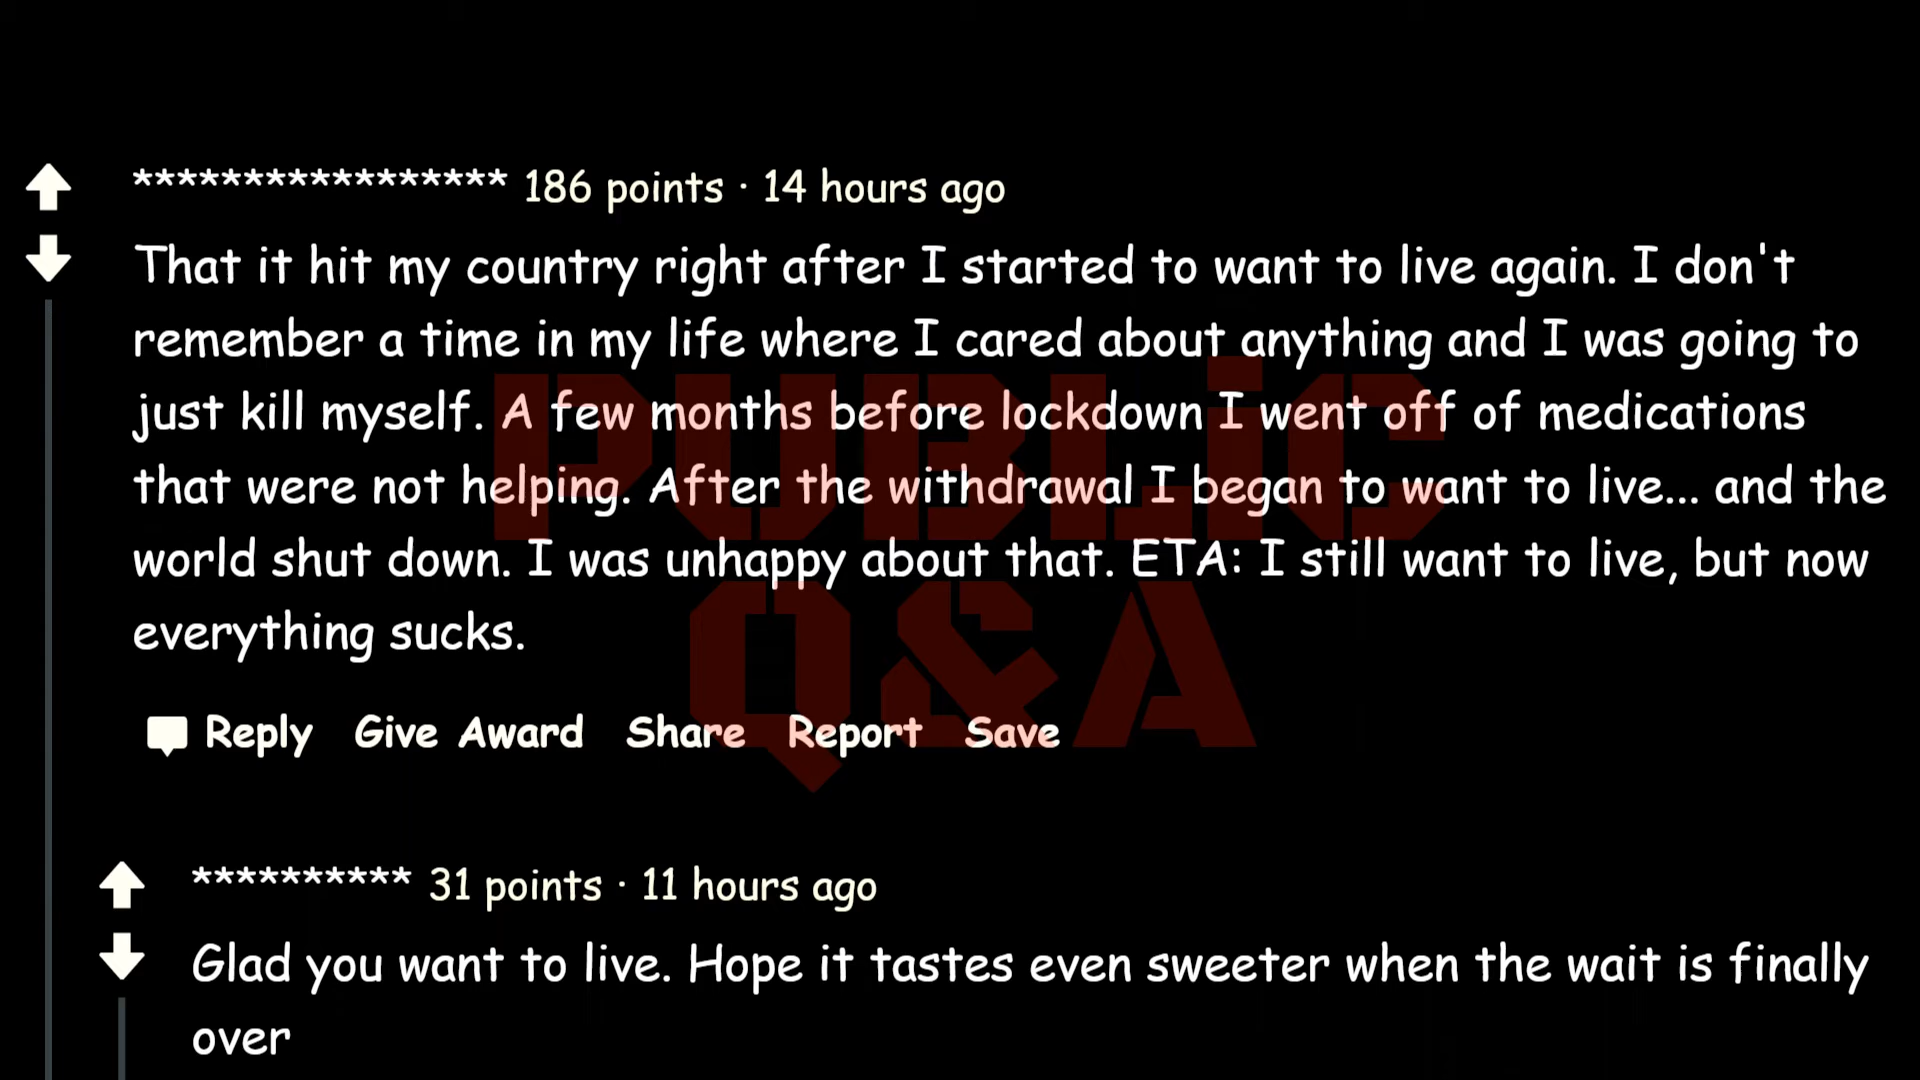 ***************** 186 points · 14 hours ago
That it hit my country right after I started to want to live again. I don't
remember a time in my life where I cared about anything and I was going to
just kill myself. A few months before lockdown I went off of medications
that were not helping. After the withdrawal I began to want to live... and the
world shut down. I was unhappy about that. ETA: I still want to live, but now
everything sucks.
PUBLiC
Q&A
Reply Give Award Share Report Save
********** 31 points · 11 hours ago
Glad you want to live. Hope it tastes even sweeter when the wait is finally
over